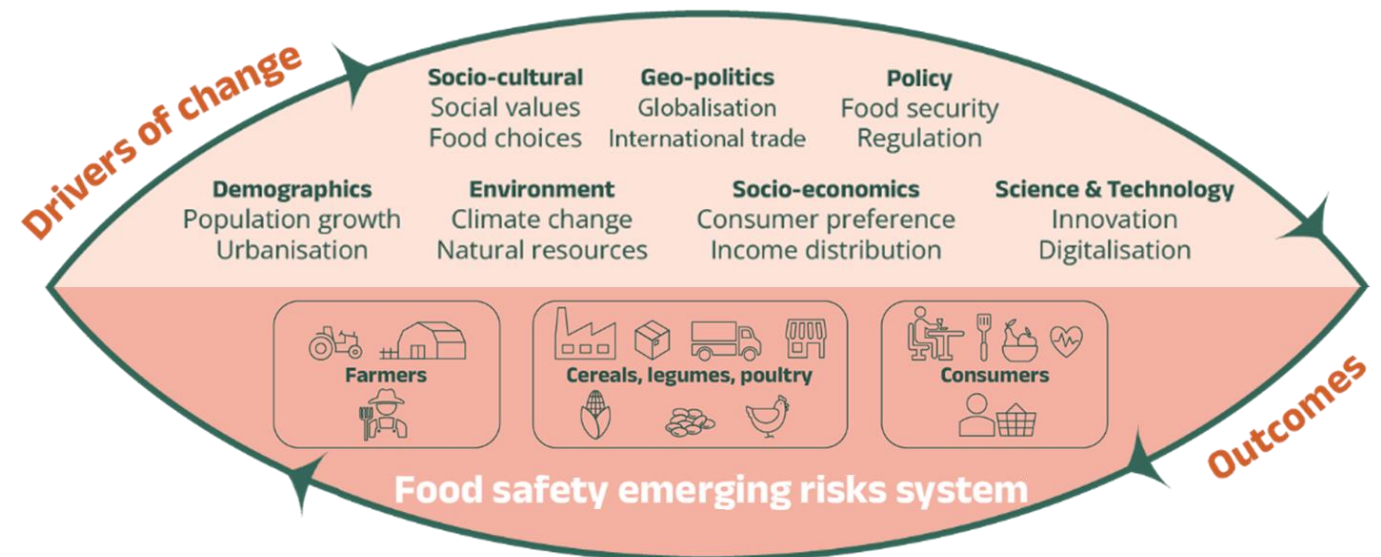 Drivers of change
Socio-cultural
Social values
Food choices
Geo-politics
Globalisation
International trade
Policy
Food security
Regulation
Demographics
Population growth
Urbanisation
Environment
Climate change
Natural resources
Socio-economics
Consumer preference
Income distribution
Science & Technology
Innovation
Digitalisation
Farmers
Cereals, legumes, poultry
Consumers
Outcomes
Food safety emerging risks system